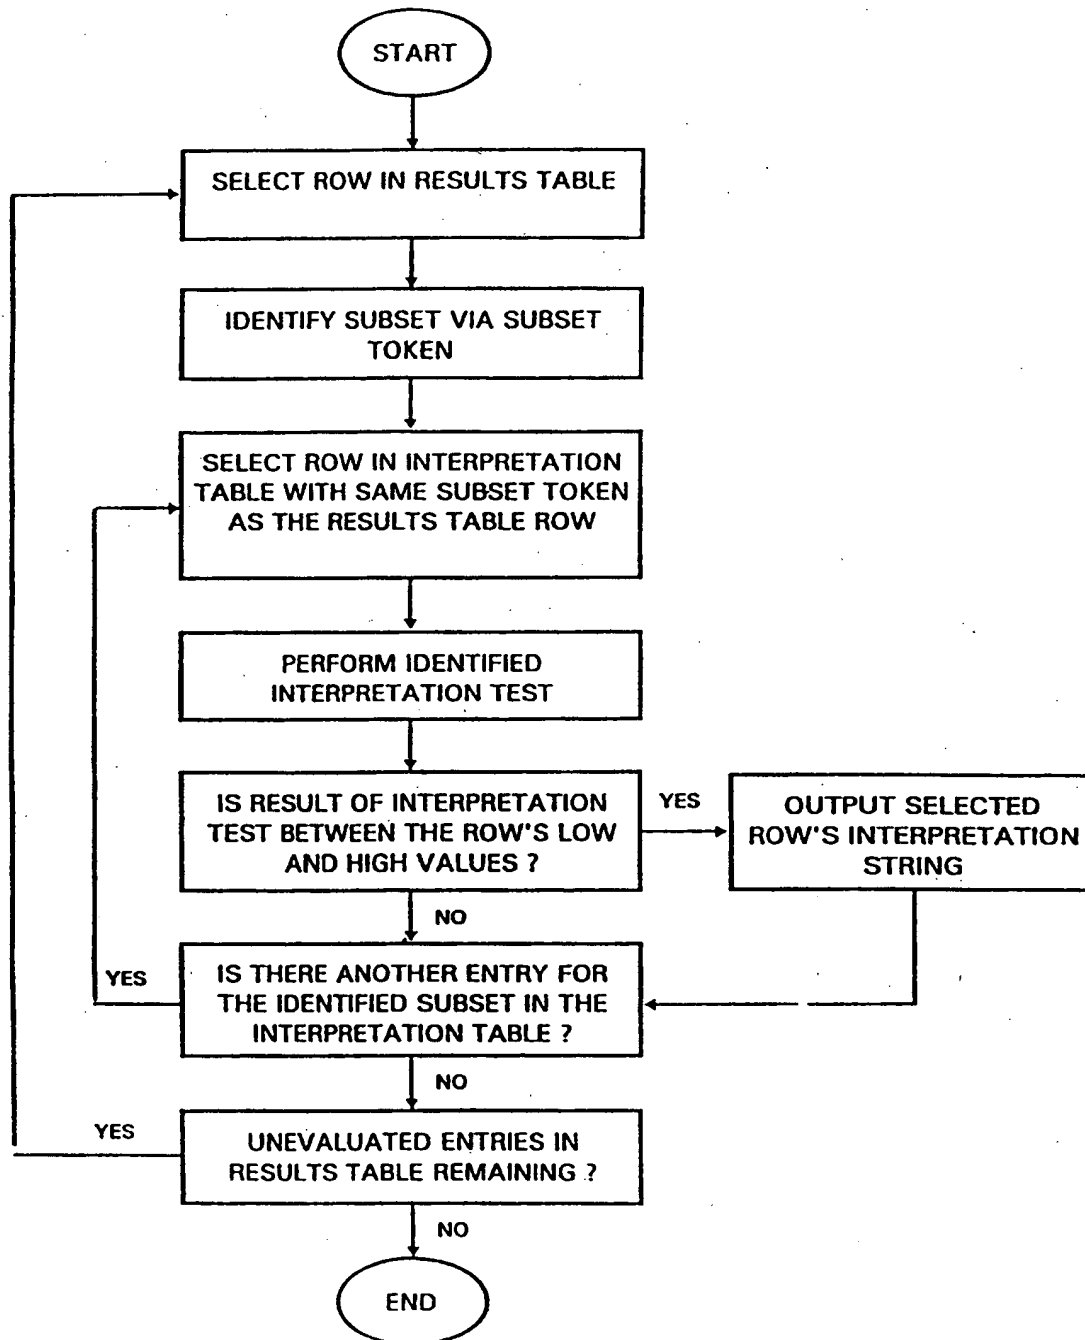 START
SELECT ROW IN RESULTS TABLE
IDENTIFY SUBSET VIA SUBSET
TOKEN
SELECT ROW IN INTERPRETATION
TABLE WITH SAME SUBSET TOKEN
AS THE RESULTS TABLE ROW
PERFORM IDENTIFIED
INTERPRETATION TEST
IS RESULT OF INTERPRETATION
TEST BETWEEN THE ROW'S LOW
AND HIGH VALUES ?
YES
OUTPUT SELECTED
ROW'S INTERPRETATION
STRING
NO
YES
IS THERE ANOTHER ENTRY FOR
THE IDENTIFIED SUBSET IN THE
INTERPRETATION TABLE ?
NO
YES
UNEVALUATED ENTRIES IN
RESULTS TABLE REMAINING ?
NO
END